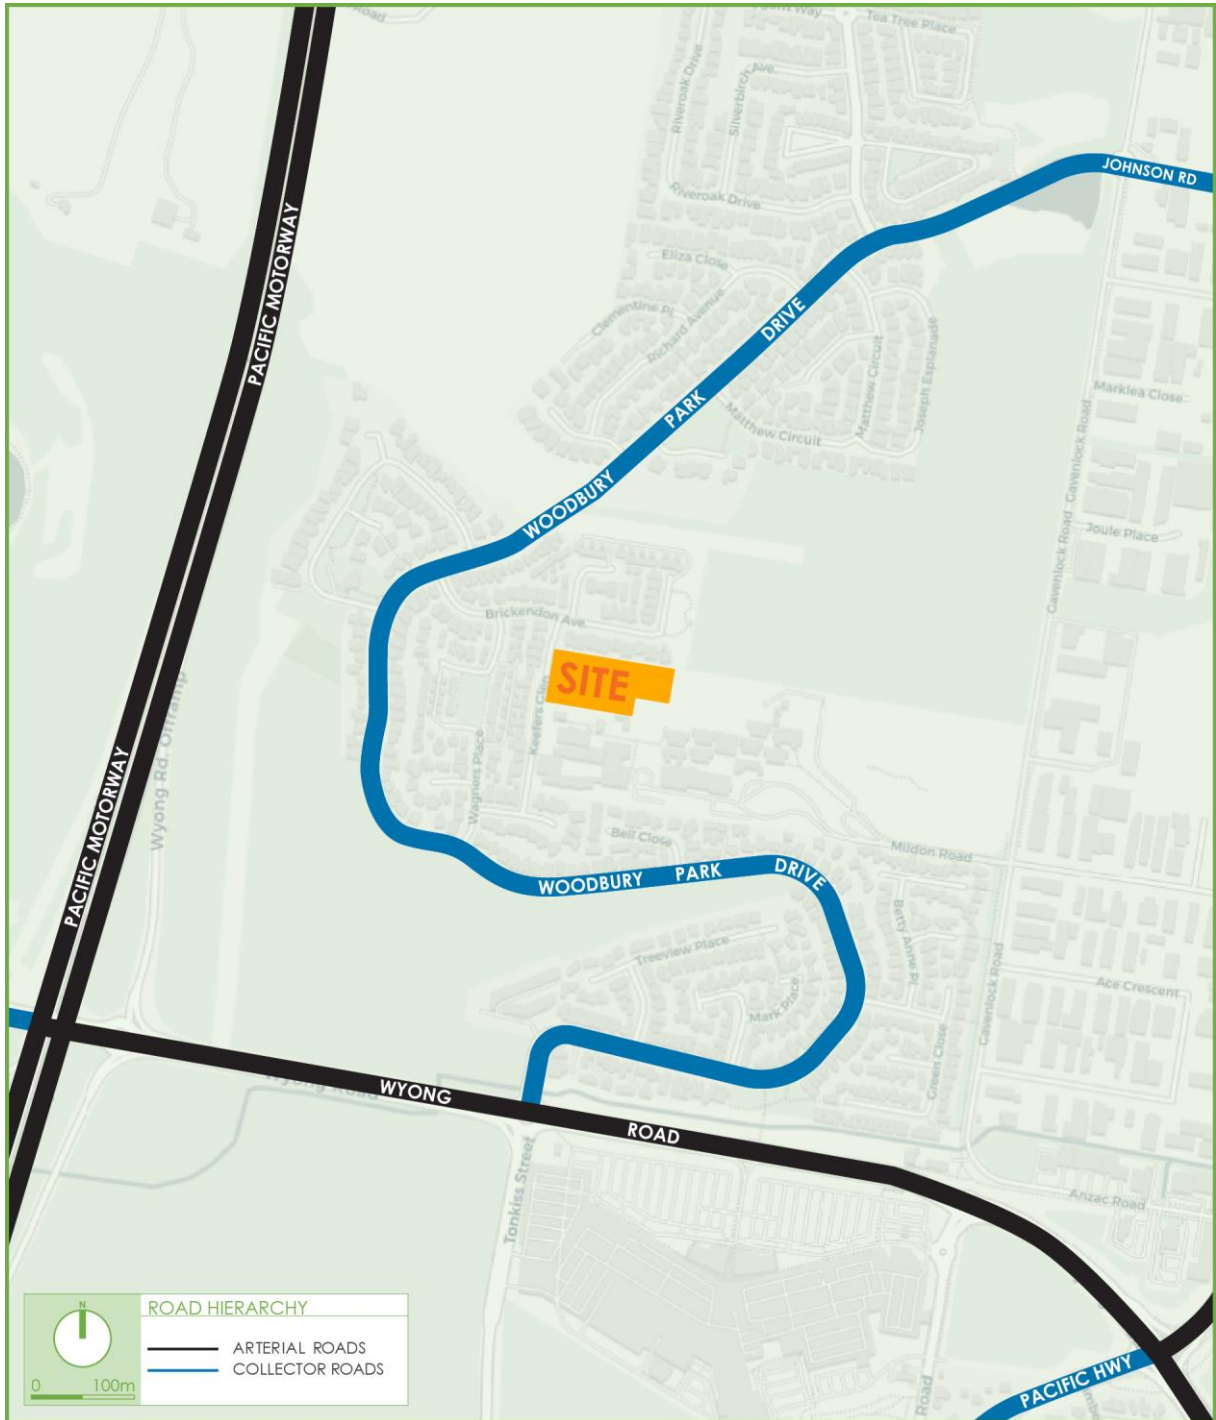 Tea Tree Place
Riveroak Drive
Silverbirch Ave.
JOHNSON RD
Riveroak Drive
PACIFIC MOTORWAY
Eliza Close
Clementine Pl.
Richard Avenue
DRIVE
Matthew Circuit
Joseph Esplanade
PARK
Matthew Circuit
Marklea Close
Gavenlock Road
Gavenlock Road
WOODBURY
Joule Place
Brickendon Ave.
SITE
Keefers Glen
Wyong Rd. Offramp
Wagners Place
PACIFIC MOTORWAY
Bell Close
Mildon Road
WOODBURY PARK DRIVE
Betty Anne Pl
Treeview Place
Mark Place
Gavenlock Road
Ace Crescent
Green Close
WYONG
ROAD
Wyong Road
Tonkiss Street
Anzac Road
N
ROAD HIERARCHY
ARTERIAL ROADS
COLLECTOR ROADS
0 100m
PACIFIC HWY
Road